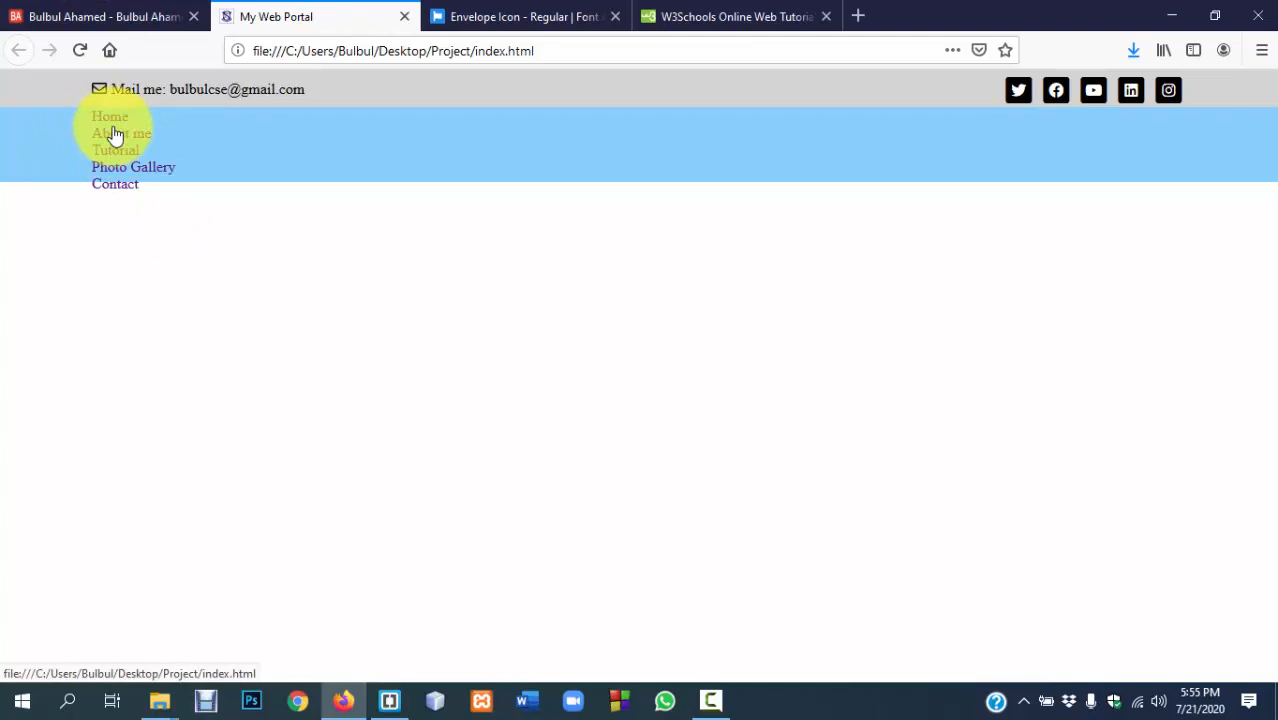 Bulbul Ahamed - Bulbul Aham
My Web Portal
Envelope Icon - Regular | Font
W3Schools Online Web Tutoria
file:///C:/Users/Bulbul/Desktop/Project/index.html
Mail me: bulbulcse@gmail.com
Home
About me
Tutorial
Photo Gallery
Contact
file:///C:/Users/Bulbul/Desktop/Project/index.html
5:55 PM
7/21/2020